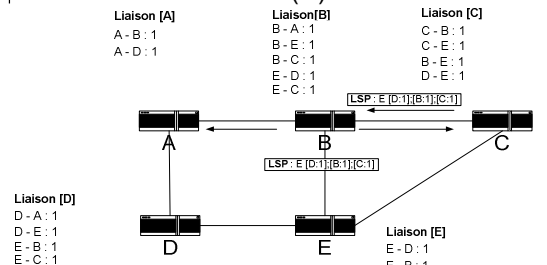 Liaison [A]
A - B : 1
A - D : 1
Liaison[B]
B - A : 1
B - E : 1
B - C : 1
E - D : 1
E - C : 1
Liaison [C]
C - B : 1
C - E : 1
B - E : 1
D - E : 1
LSP : E [D:1];[B:1];[C:1]
A
B
C
LSP : E [D:1];[B:1];[C:1]
Liaison [D]
D - A : 1
D - E : 1
E - B : 1
E - C : 1
D
E
Liaison [E]
E - D : 1
E - B : 1